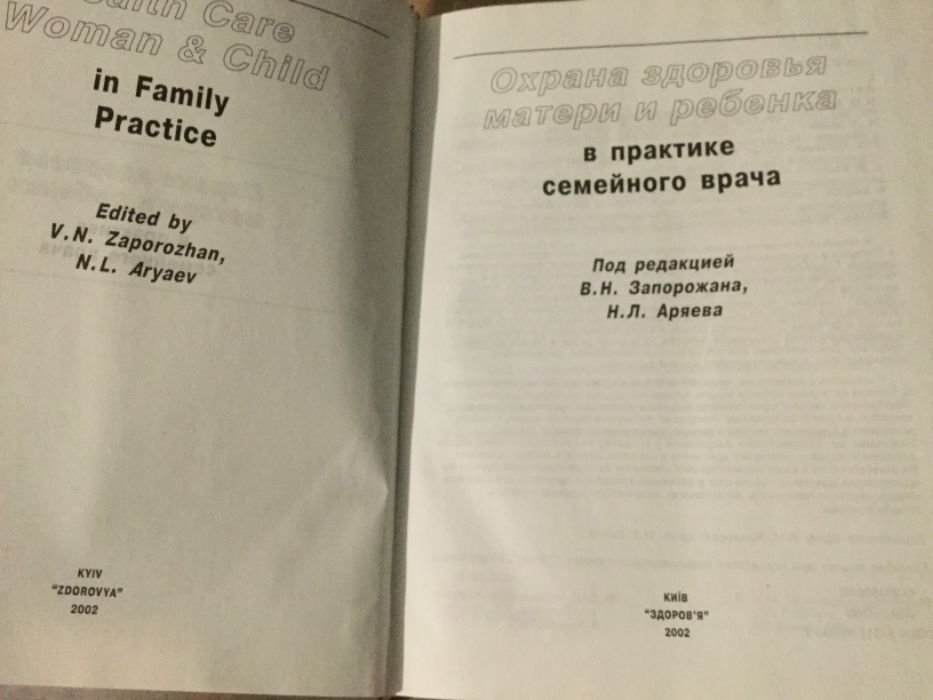 Care
Woman & Child
in Family
Practice
Edited by
V.N. Zaporozhan,
N.L. Aryaev
KYIV
"ZDOROVYA"
2002
Охрана здоровья
матери и ребенка
в практике
семейного врача
Под редакцией
В.Н. Запорожана,
Н.Л. Аряева
КИЇВ
"ЗДОРОВ'Я"
2002